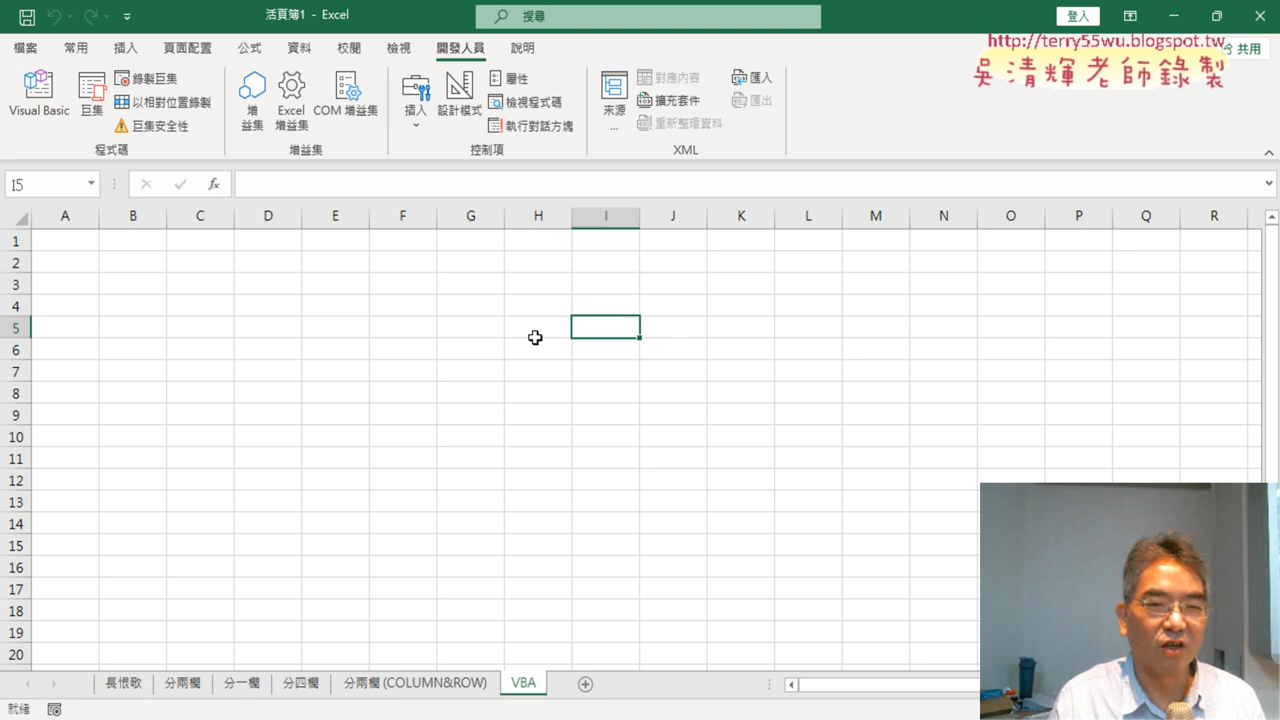 活頁簿1 - Excel
搜尋
登入
http://terry55wu.blogspot.tw
吳清輝老師錄製
檔案 常用 插入 頁面配置 公式 資料 校閱 檢視 開發人員 說明
共用
Visual Basic
巨集
錄製巨集
以相對位置錄製
巨集安全性
程式碼
增益集
Excel 增益集
COM 增益集
增益集
插入
設計模式
屬性
檢視程式碼
執行對話方塊
控制項
來源...
對應內容
擴充套件
重新整理資料
匯入
匯出
XML
I5
fx
A B C D E F G H I J K L M N O P Q R
1
2
3
4
5
6
7
8
9
10
11
12
13
14
15
16
17
18
19
20
長恨歌 分兩欄 分一欄 分四欄 分兩欄 (COLUMN&ROW) VBA
就緒